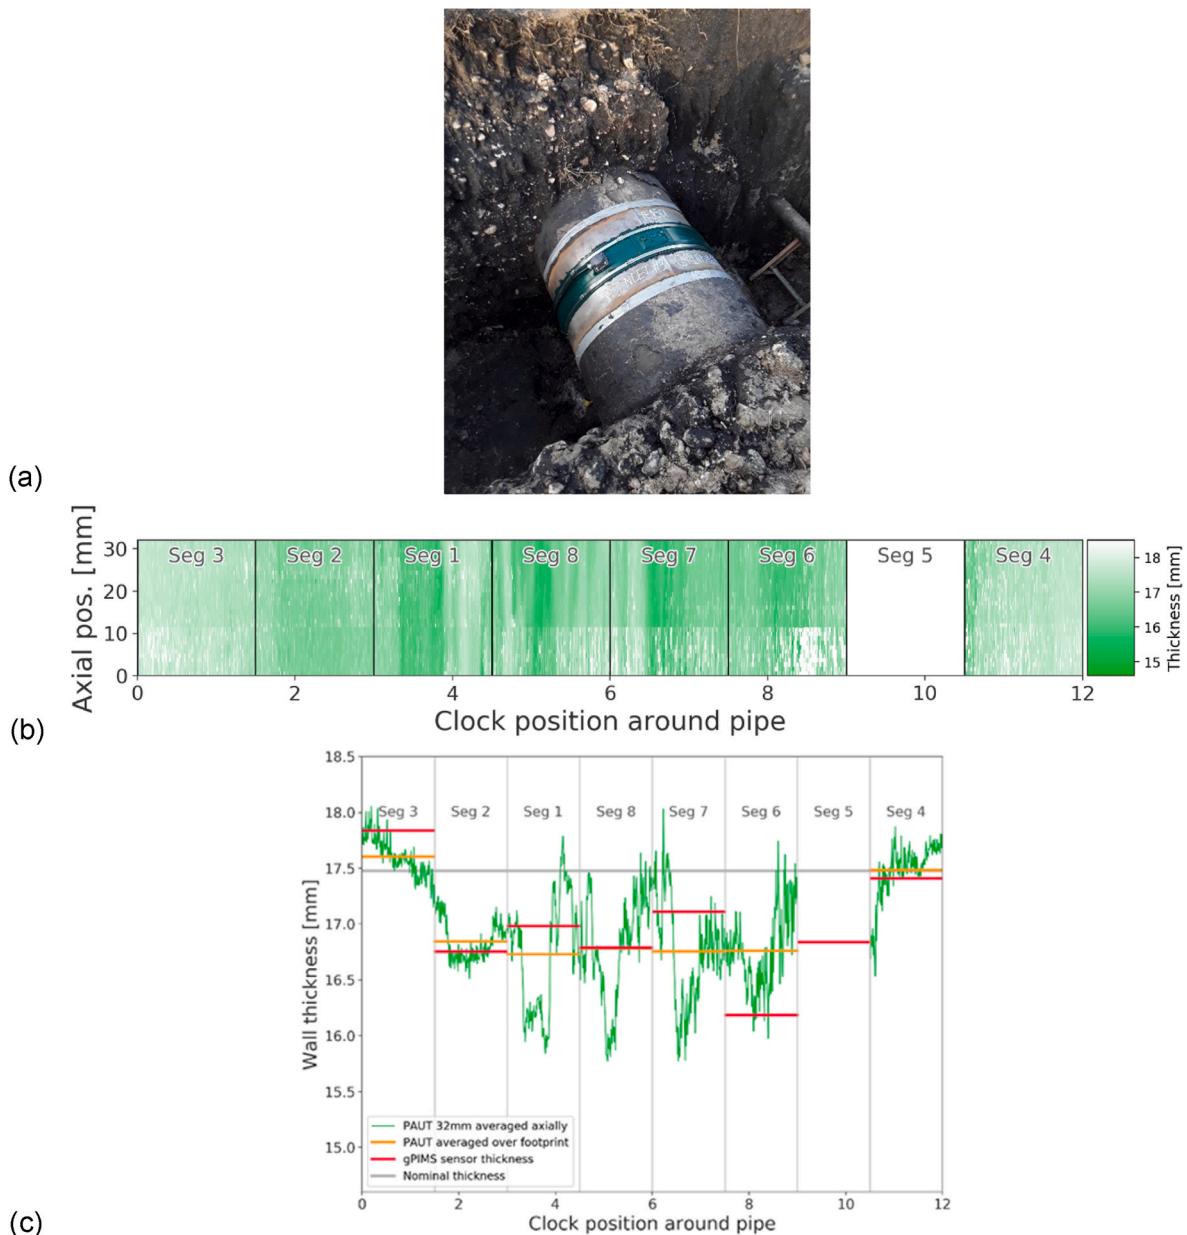 (a)
Axial pos. [mm]
30
20
10
0
Seg 3 Seg 2 Seg 1 Seg 8 Seg 7 Seg 6 Seg 5 Seg 4
0 2 4 6 8 10 12
Clock position around pipe
18
17
16
15
Thickness [mm]
(b)
18.5
18.0
17.5
17.0
16.5
16.0
15.5
15.0
Wall thickness [mm]
Seg 3 Seg 2 Seg 1 Seg 8 Seg 7 Seg 6 Seg 5 Seg 4
PAUT 32mm averaged axially
PAUT averaged over footprint
gPIMS sensor thickness
Nominal thickness
0 2 4 6 8 10 12
Clock position around pipe
(c)